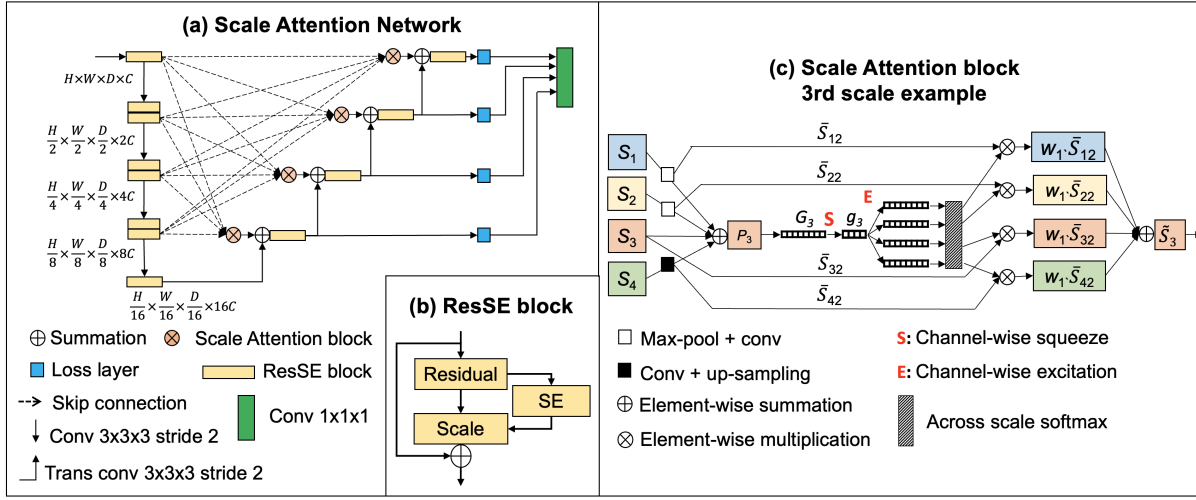 (a) Scale Attention Network
H×W×D×C
H/2 × W/2 × D/2 ×2C
H/4 × W/4 × D/4 ×4C
H/8 × W/8 × D/8 ×8C
H/16 × W/16 × D/16 ×16C
Summation
Scale Attention block
Loss layer
ResSE block
Skip connection
Conv 1x1x1
Conv 3x3x3 stride 2
Trans conv 3x3x3 stride 2
(b) ResSE block
Residual
SE
Scale
(c) Scale Attention block
3rd scale example
S₁
S₂
S₃
S₄
S̄₁₂
S̄₂₂
S̄₃₂
S̄₄₂
P₃
G₃
S
g₃
E
w₁·S̄₁₂
w₁·S̄₂₂
w₁·S̄₃₂
w₁·S̄₄₂
S̃₃
Max-pool + conv
Conv + up-sampling
Element-wise summation
Element-wise multiplication
S: Channel-wise squeeze
E: Channel-wise excitation
Across scale softmax